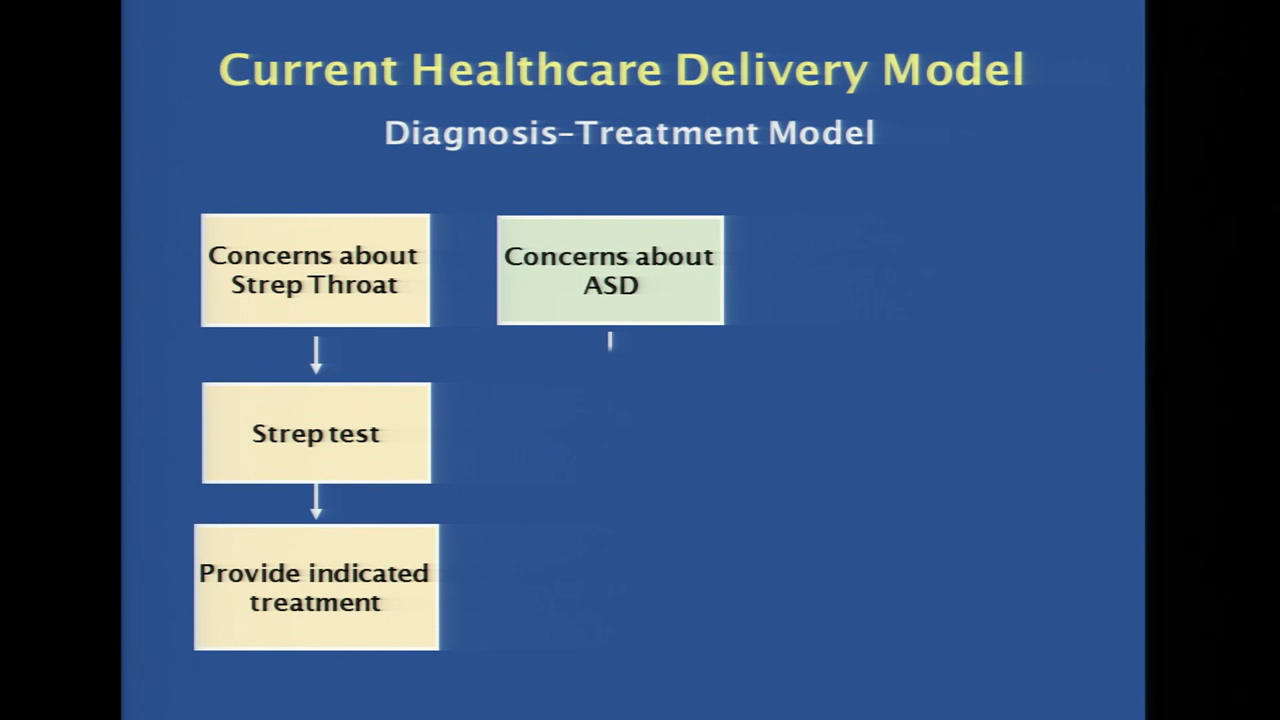 Current Healthcare Delivery Model
Diagnosis–Treatment Model
Concerns about
Strep Throat
Concerns about
ASD
Strep test
Provide indicated
treatment